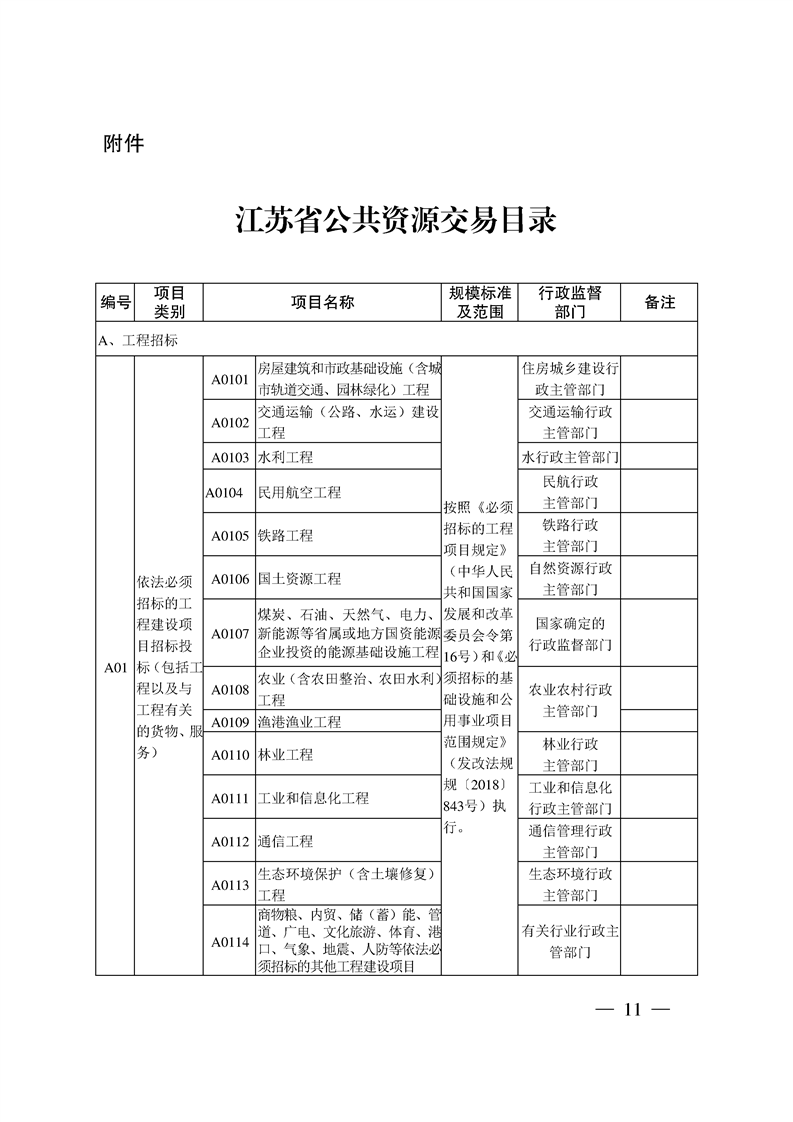 附件
江苏省公共资源交易目录
编号
项目
类别
项目名称
规模标准
及范围
行政监督
部门
备注
A、工程招标
A01
依法必须
招标的工
程建设项
目招标投
标（包括工
程以及与
工程有关
的货物、服
务）
A0101
房屋建筑和市政基础设施（含城
市轨道交通、园林绿化）工程
按照《必须
招标的工程
项目规定》
（中华人民
共和国国家
发展和改革
委员会令第
16号）和《必
须招标的基
础设施和公
用事业项目
范围规定》
（发改法规
规〔2018〕
843号）执
行。
住房城乡建设行
政主管部门
A0102
交通运输（公路、水运）建设
工程
交通运输行政
主管部门
A0103
水利工程
水行政主管部门
A0104
民用航空工程
民航行政
主管部门
A0105
铁路工程
铁路行政
主管部门
A0106
国土资源工程
自然资源行政
主管部门
A0107
煤炭、石油、天然气、电力、
新能源等省属或地方国资能源
企业投资的能源基础设施工程
国家确定的
行政监督部门
A0108
农业（含农田整治、农田水利）
工程
农业农村行政
主管部门
A0109
渔港渔业工程
A0110
林业工程
林业行政
主管部门
A0111
工业和信息化工程
工业和信息化
行政主管部门
A0112
通信工程
通信管理行政
主管部门
A0113
生态环境保护（含土壤修复）
工程
生态环境行政
主管部门
A0114
商物粮、内贸、储（蓄）能、管
道、广电、文化旅游、体育、港
口、气象、地震、人防等依法必
须招标的其他工程建设项目
有关行业行政主
管部门
— 11 —